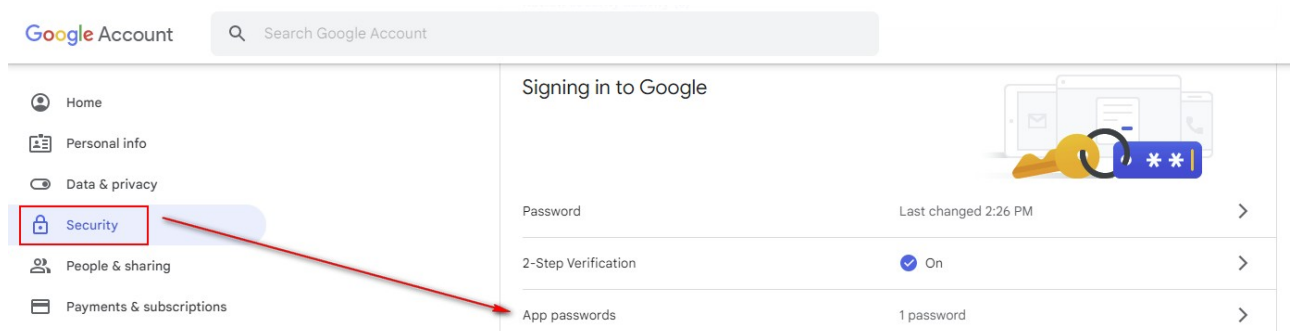 Google Account
Search Google Account
Home
Personal info
Data & privacy
Security
People & sharing
Payments & subscriptions
Signing in to Google
**
Password Last changed 2:26 PM
2-Step Verification On
App passwords 1 password